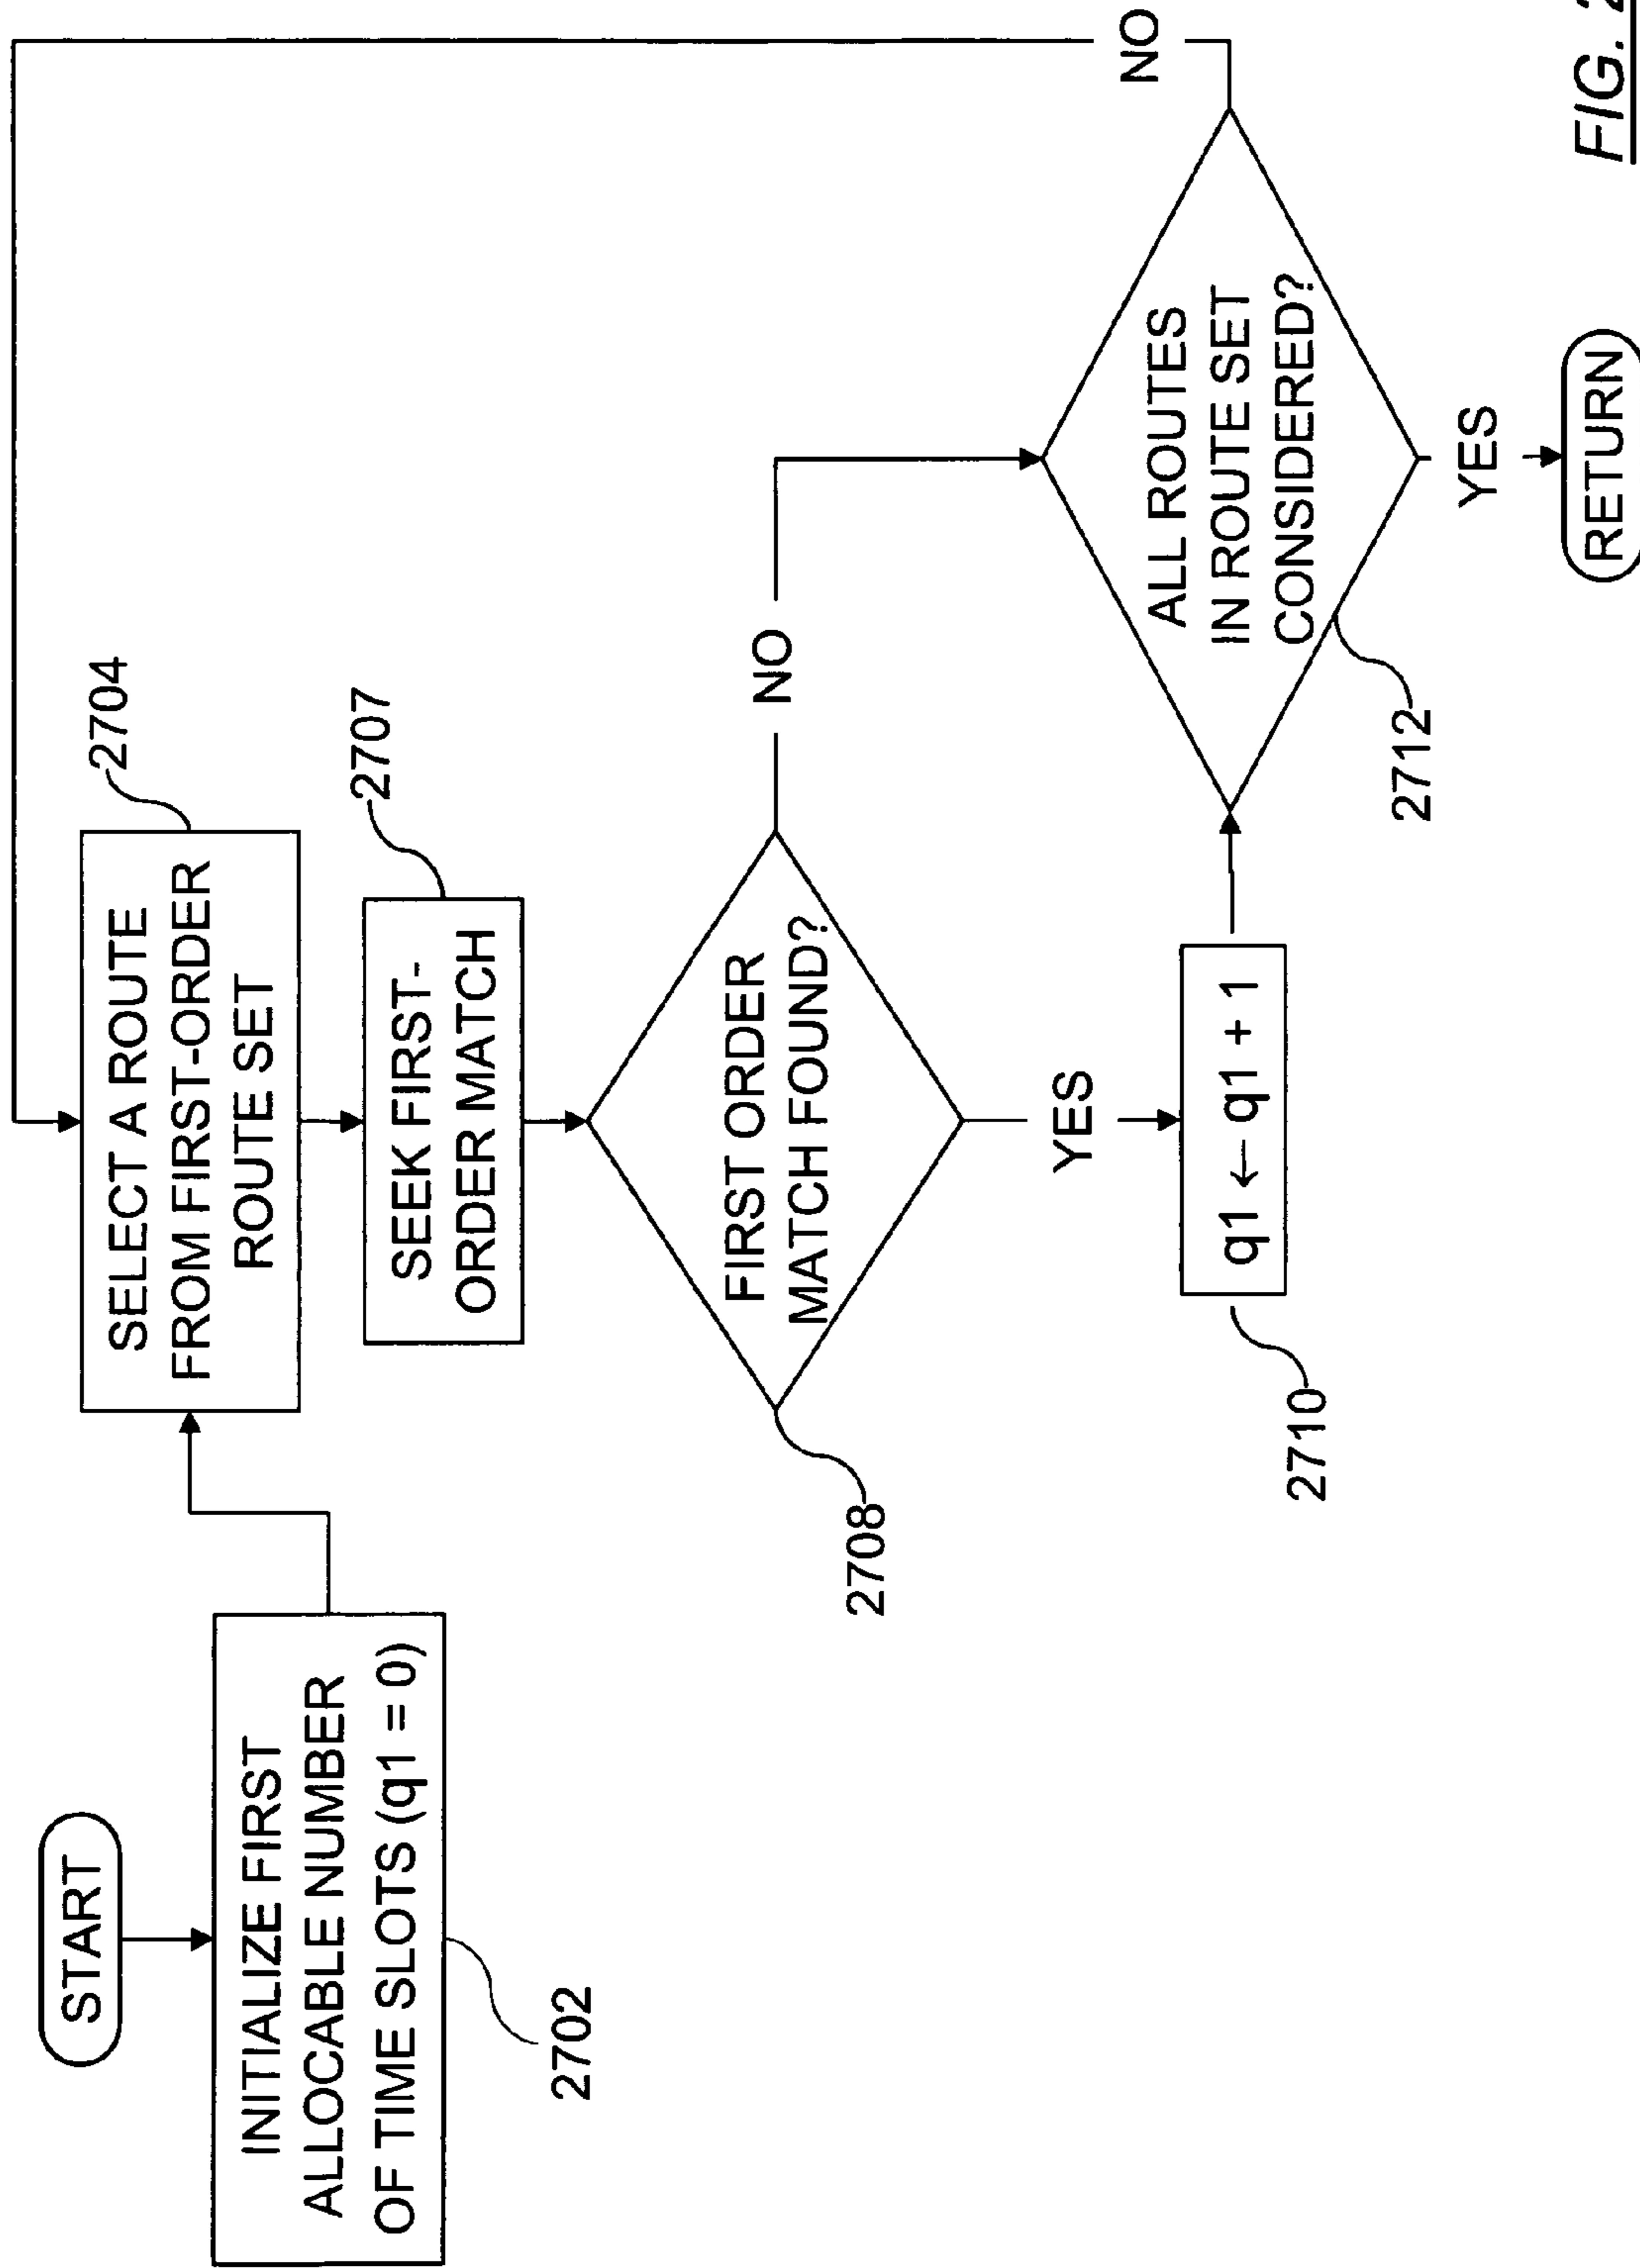 START
INITIALIZE FIRST
ALLOCABLE NUMBER
OF TIME SLOTS (q1 = 0)
2702
SELECT A ROUTE
FROM FIRST-ORDER
ROUTE SET
2704
SEEK FIRST-
ORDER MATCH
2707
FIRST ORDER
MATCH FOUND?
2708
NO
YES
q1 ← q1 + 1
2710
ALL ROUTES
IN ROUTE SET
CONSIDERED?
2712
NO
YES
RETURN
FIG.